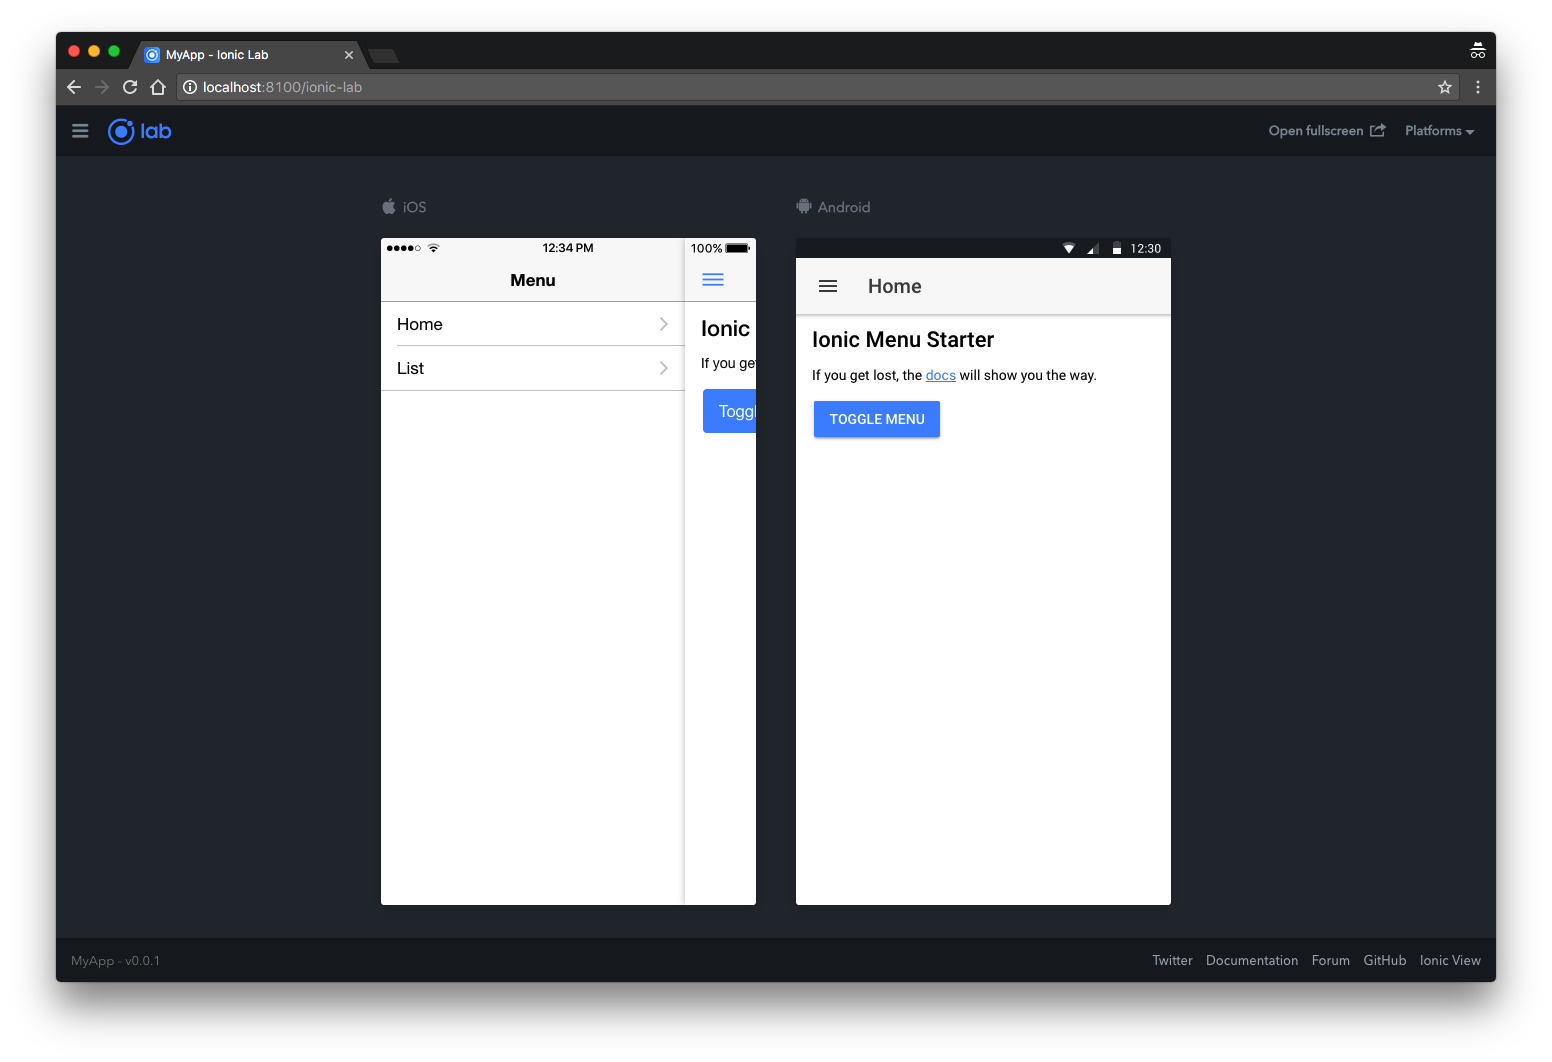 MyApp - Ionic Lab
localhost:8100/ionic-lab
lab
Open fullscreen
Platforms
iOS
Android
12:34 PM
100%
Menu
Home
List
Ionic
If you ge
Toggl
12:30
Home
Ionic Menu Starter
If you get lost, the docs will show you the way.
TOGGLE MENU
MyApp - v0.0.1
Twitter Documentation Forum GitHub Ionic View